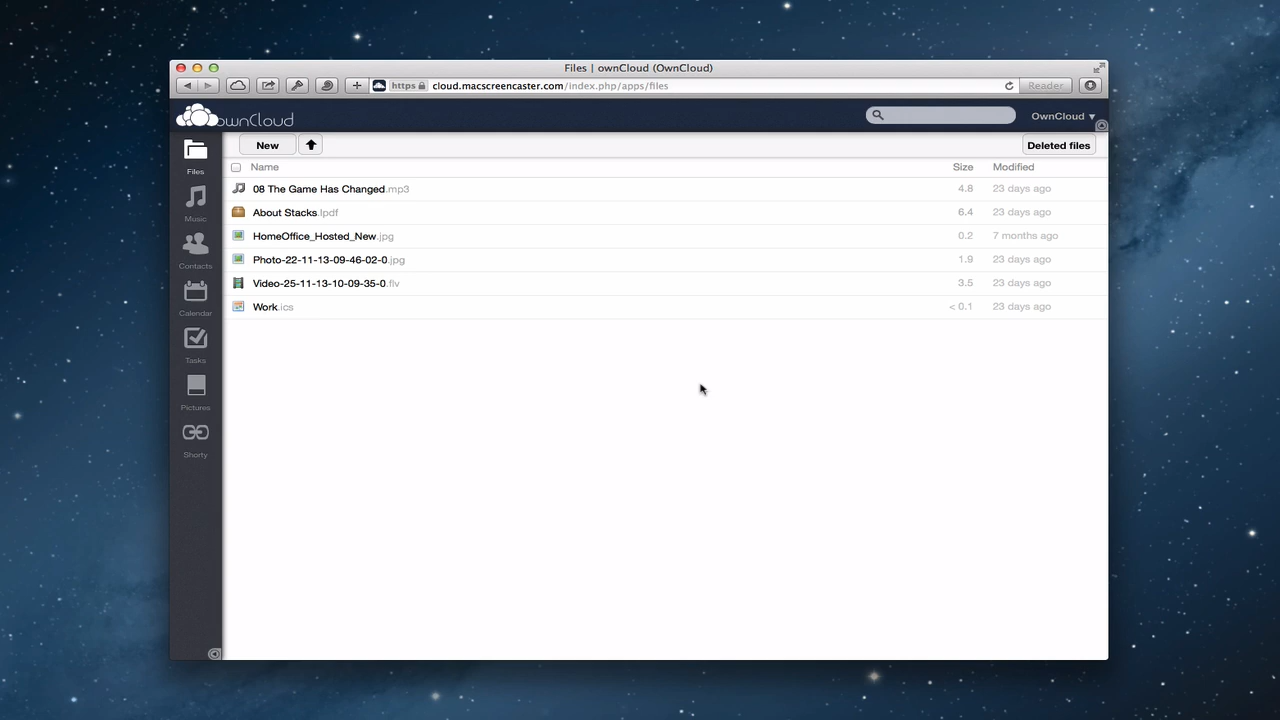 Files | ownCloud (OwnCloud)
https cloud.macscreencaster.com/index.php/apps/files Reader
ownCloud OwnCloud ▾
New Deleted files
Name Size Modified
08 The Game Has Changed.mp3 4.8 23 days ago
About Stacks.lpdf 6.4 23 days ago
HomeOffice_Hosted_New.jpg 0.2 7 months ago
Photo-22-11-13-09-46-02-0.jpg 1.9 23 days ago
Video-25-11-13-10-09-35-0.flv 3.5 23 days ago
Work.ics < 0.1 23 days ago
Files
Music
Contacts
Calendar
Tasks
Pictures
Shorty